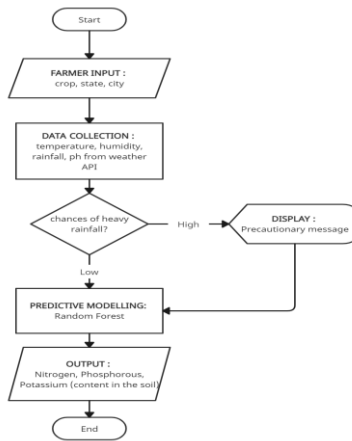 Start
FARMER INPUT :
crop, state, city
DATA COLLECTION :
temperature, humidity,
rainfall, ph from weather
API
chances of heavy
rainfall?
High
DISPLAY :
Precautionary message
Low
PREDICTIVE MODELLING:
Random Forest
OUTPUT :
Nitrogen, Phosphorous,
Potassium (content in the soil)
End